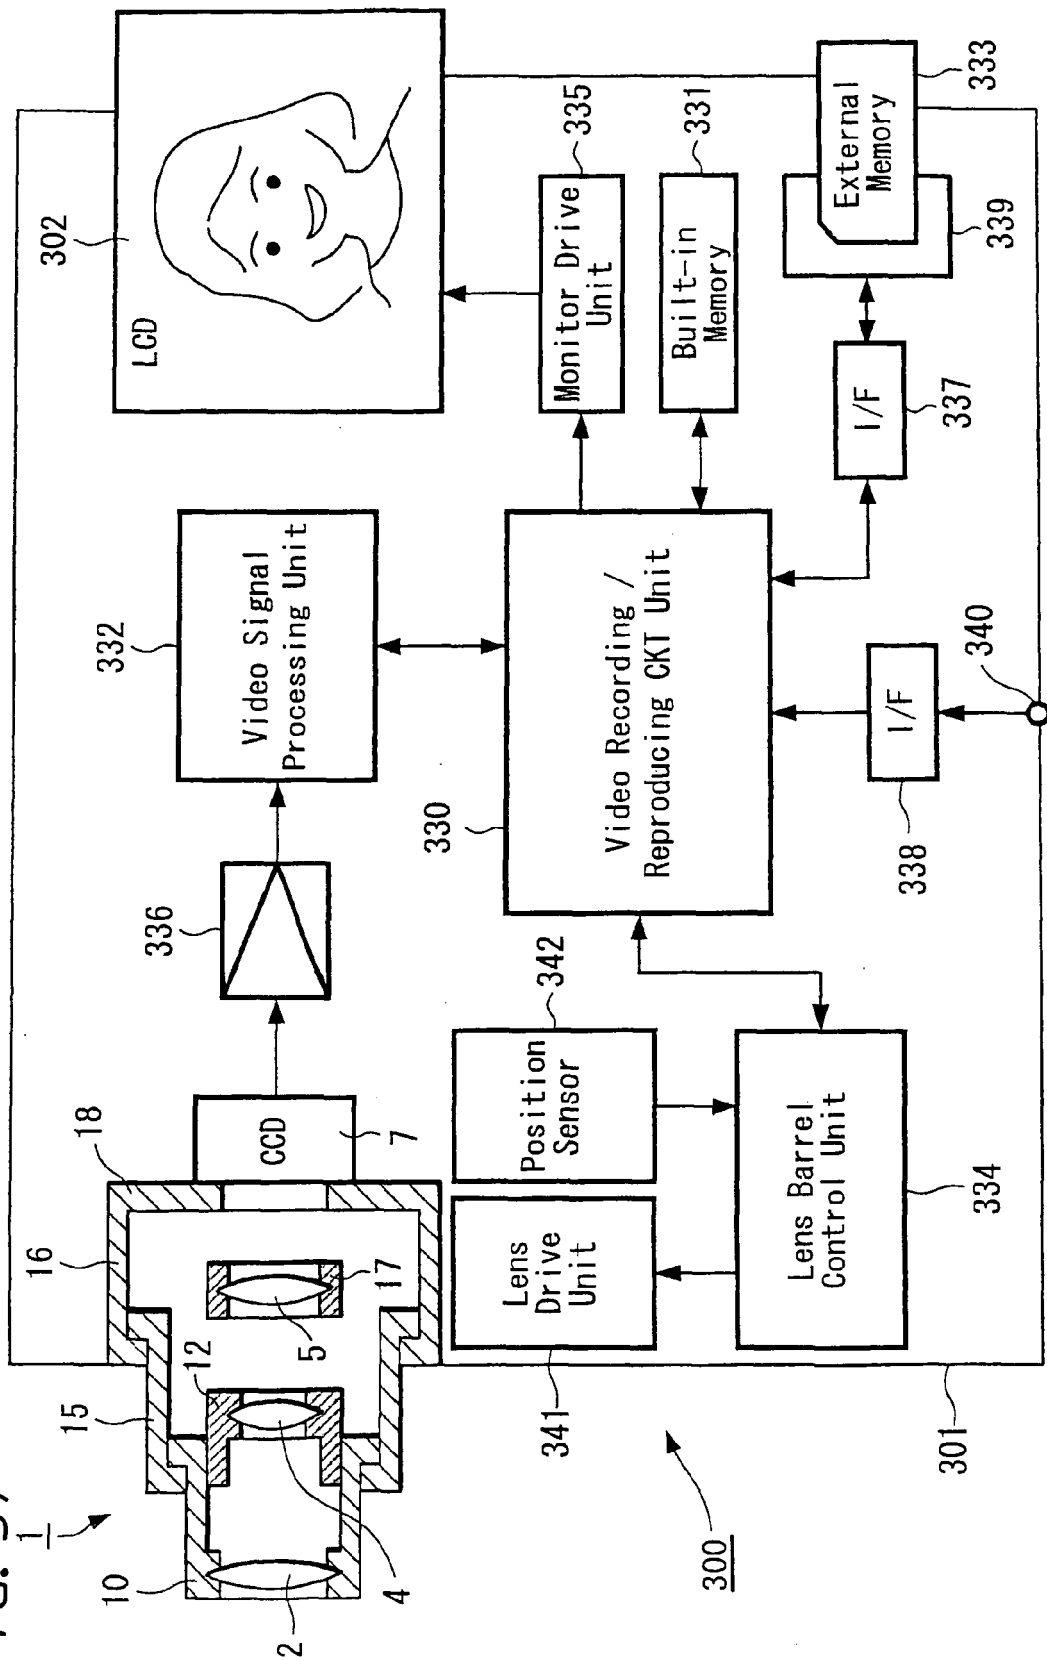 1
300
LCD
302
16
18
15
12
17
10
2
4
5
CCD
7
336
332
Video Signal
Processing Unit
Monitor Drive
Unit
335
Built-in
Memory
331
330
Video Recording /
Reproducing CKT Unit
External
Memory
333
339
I/F
337
I/F
338
340
Position
Sensor
342
Lens
Drive
Unit
341
Lens Barrel
Control Unit
334
301